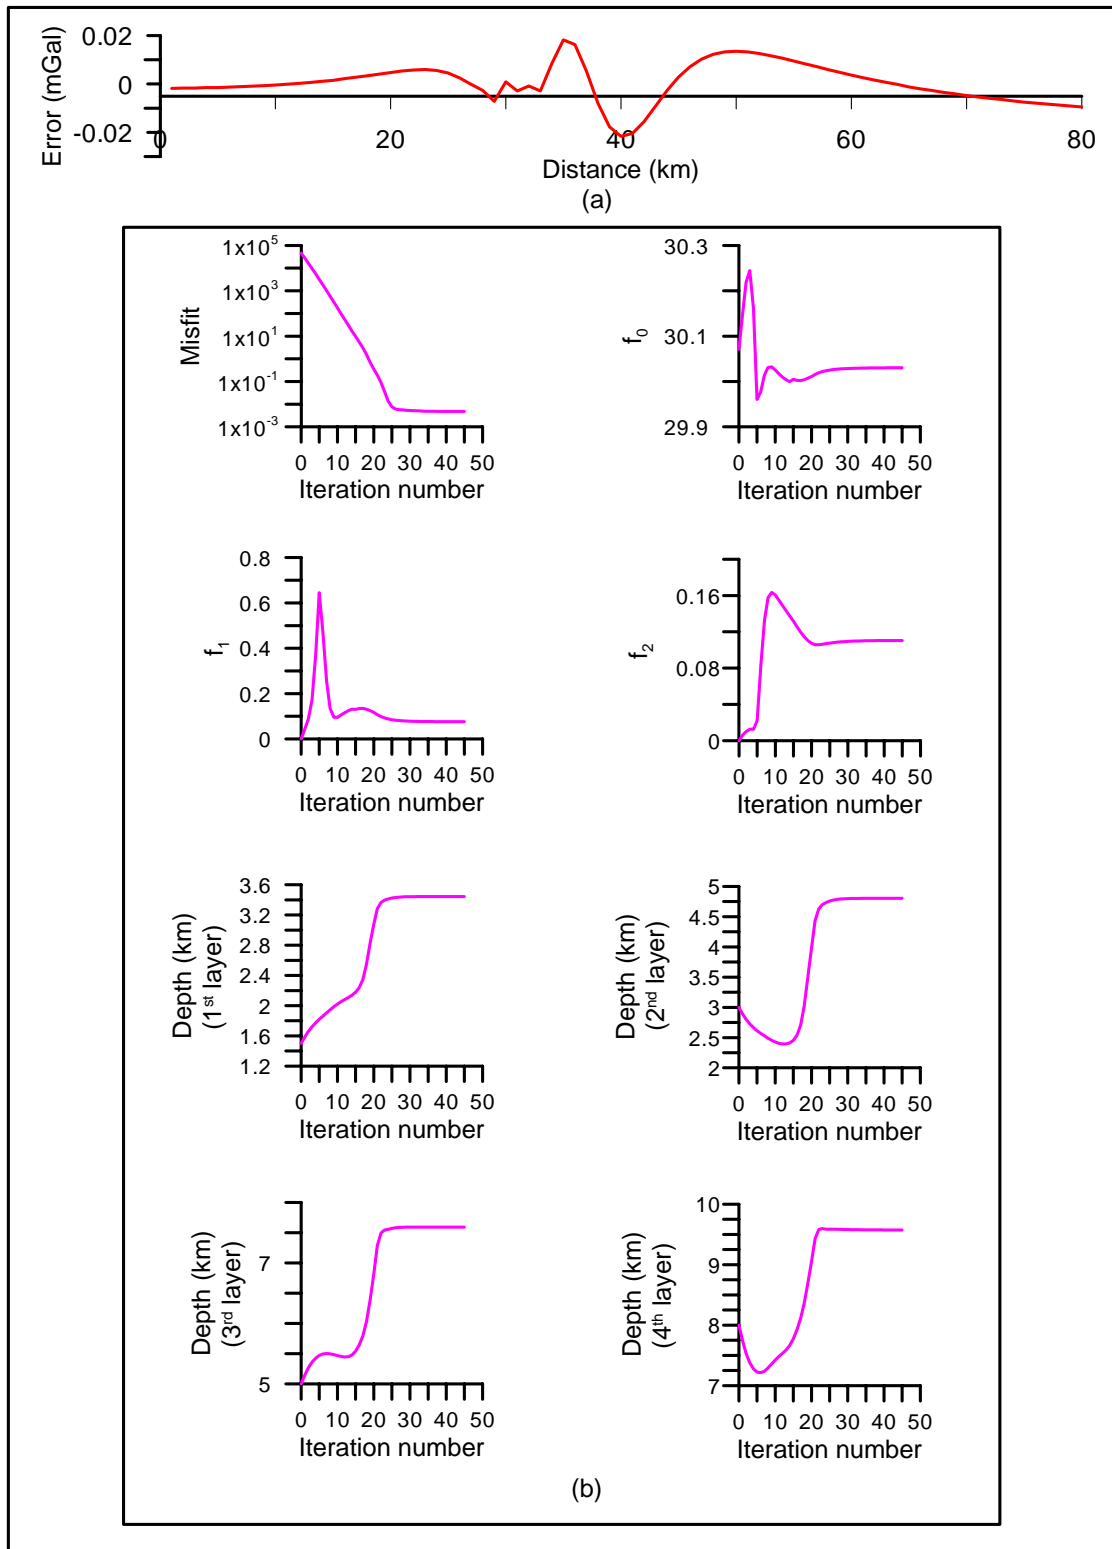 Error (mGal)
0.02
0
-0.02
0 20 40 60 80
Distance (km)
(a)
Misfit
1x10⁵
1x10³
1x10¹
1x10⁻¹
1x10⁻³
0 10 20 30 40 50
Iteration number
f₀
30.3
30.1
29.9
0 10 20 30 40 50
Iteration number
f₁
0.8
0.6
0.4
0.2
0
0 10 20 30 40 50
Iteration number
f₂
0.16
0.08
0
0 10 20 30 40 50
Iteration number
Depth (km)
(1ˢᵗ layer)
3.6
3.2
2.8
2.4
2
1.6
1.2
0 10 20 30 40 50
Iteration number
Depth (km)
(2ⁿᵈ layer)
5
4.5
4
3.5
3
2.5
2
0 10 20 30 40 50
Iteration number
Depth (km)
(3ʳᵈ layer)
7
5
0 10 20 30 40 50
Iteration number
Depth (km)
(4ᵗʰ layer)
10
9
8
7
0 10 20 30 40 50
Iteration number
(b)